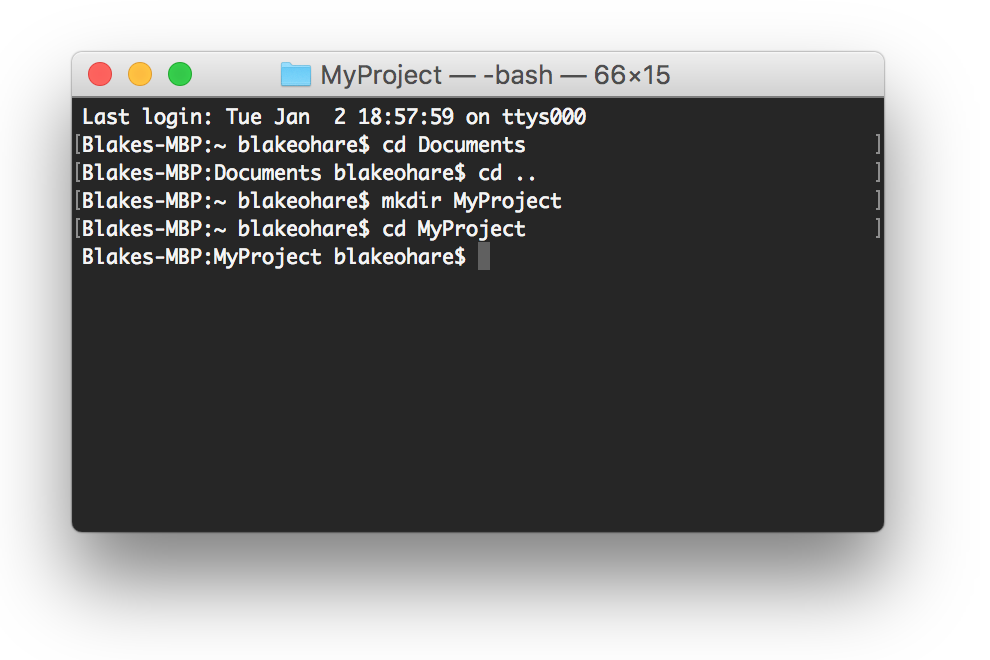 MyProject — -bash — 66×15
Last login: Tue Jan  2 18:57:59 on ttys000
[Blakes-MBP:~ blakeohare$ cd Documents ]
[Blakes-MBP:Documents blakeohare$ cd .. ]
[Blakes-MBP:~ blakeohare$ mkdir MyProject ]
[Blakes-MBP:~ blakeohare$ cd MyProject ]
Blakes-MBP:MyProject blakeohare$